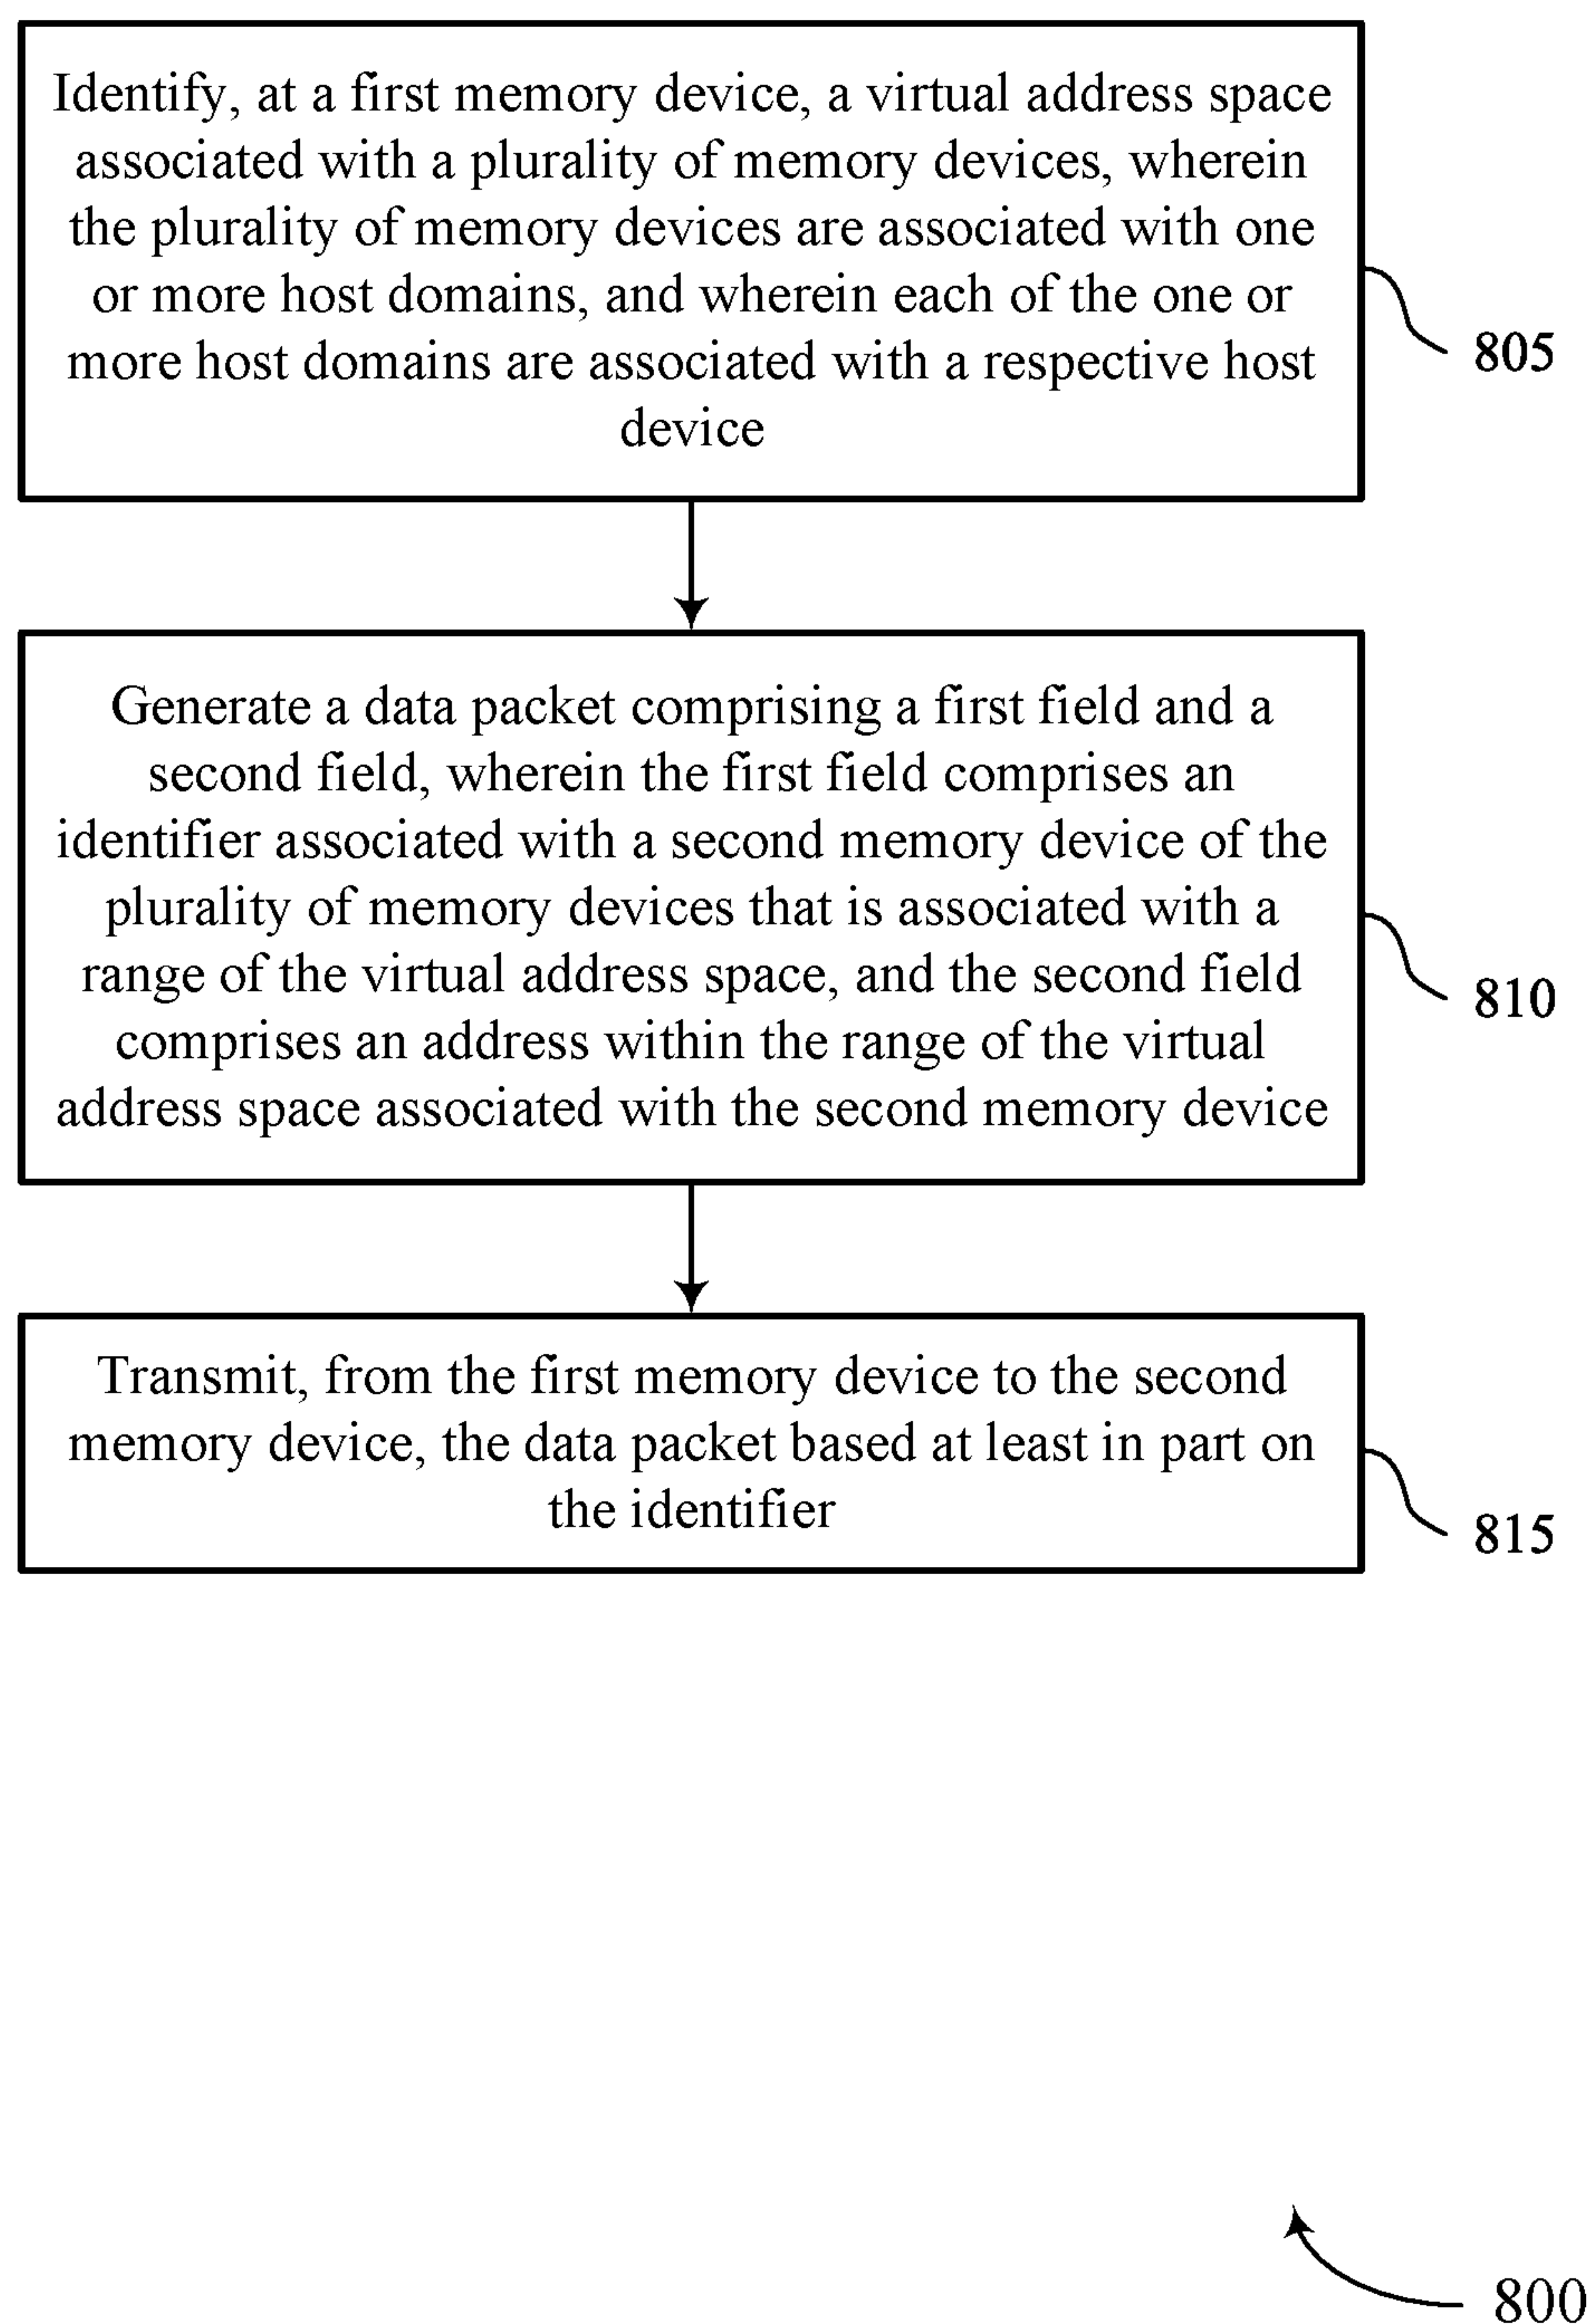 Identify, at a first memory device, a virtual address space
associated with a plurality of memory devices, wherein
the plurality of memory devices are associated with one
or more host domains, and wherein each of the one or
more host domains are associated with a respective host
device
805
Generate a data packet comprising a first field and a
second field, wherein the first field comprises an
identifier associated with a second memory device of the
plurality of memory devices that is associated with a
range of the virtual address space, and the second field
comprises an address within the range of the virtual
address space associated with the second memory device
810
Transmit, from the first memory device to the second
memory device, the data packet based at least in part on
the identifier
815
800